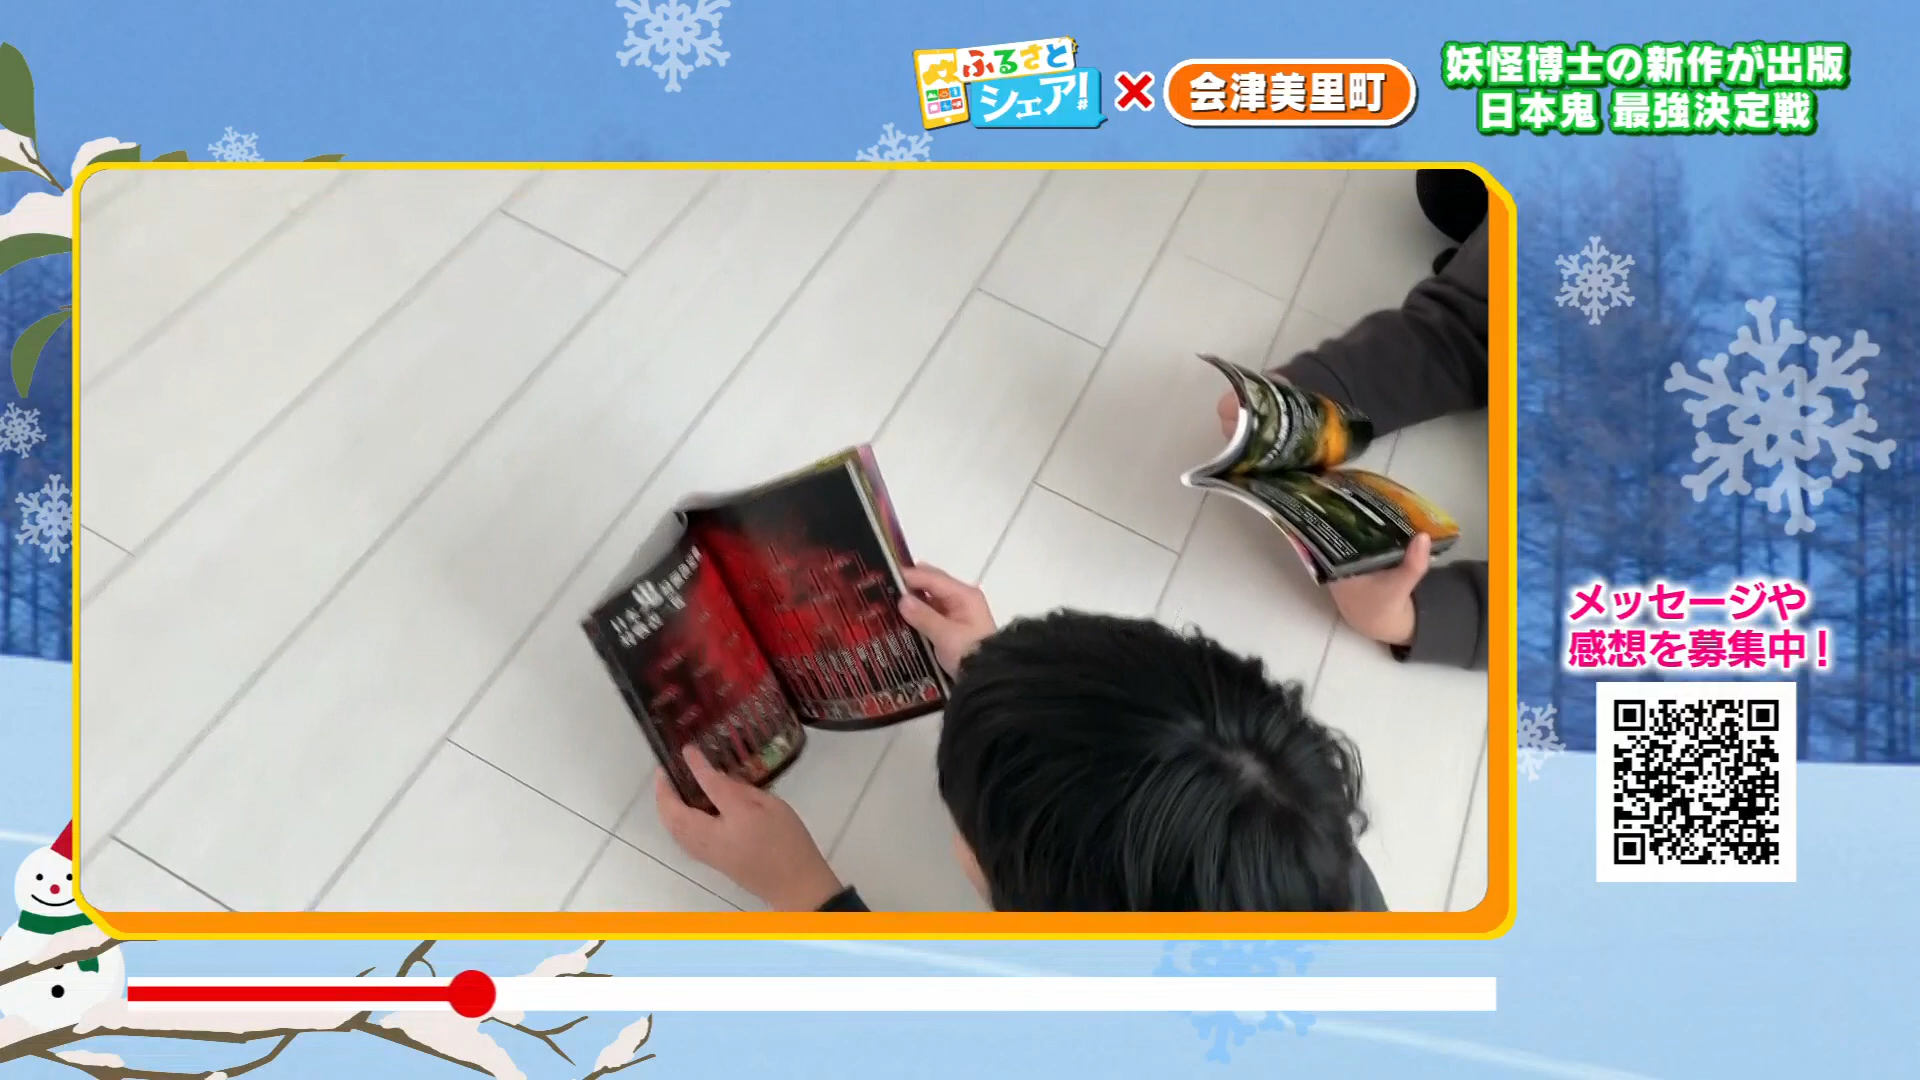 ふるさと
シェア!
#
×
会津美里町
妖怪博士の新作が出版
日本鬼 最強決定戦
メッセージや
感想を募集中!